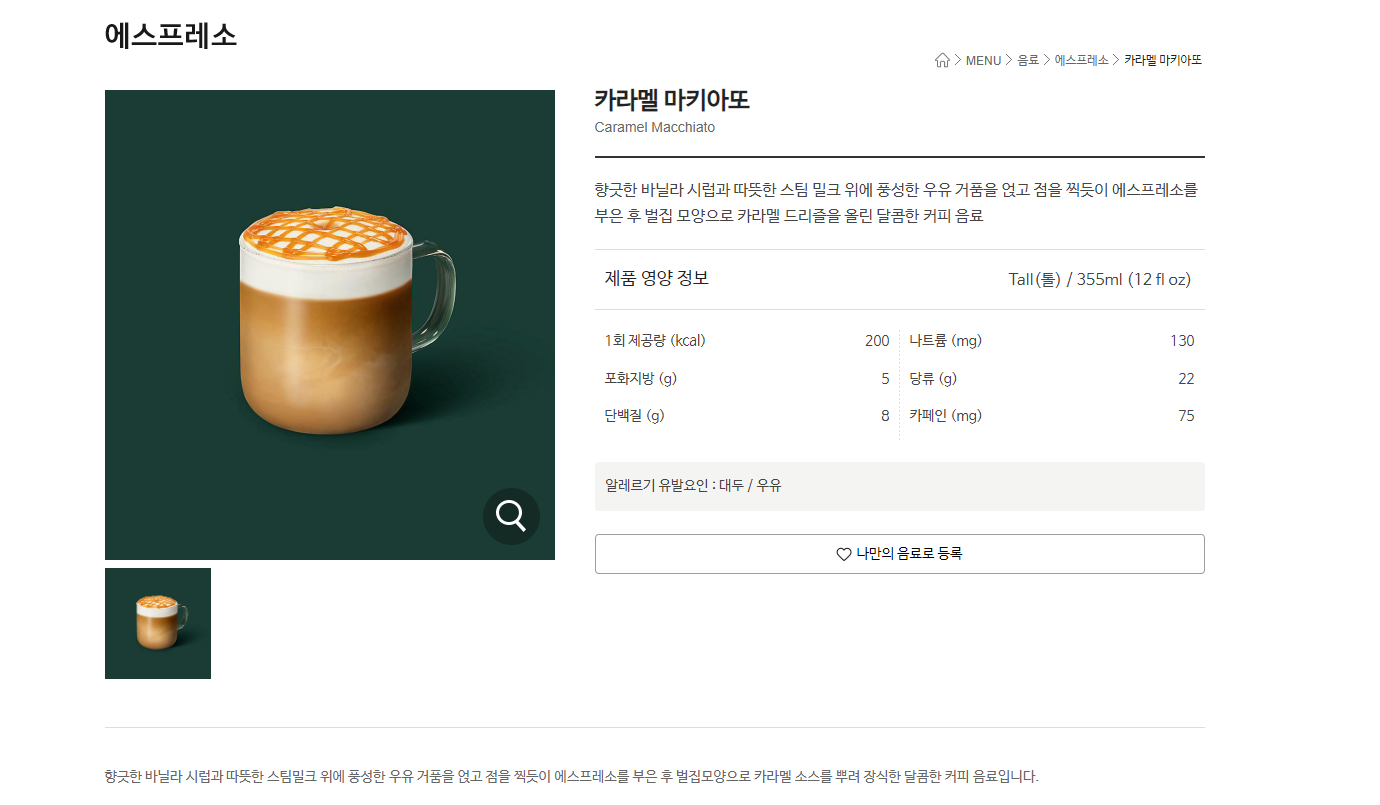 에스프레소
MENU 음료 에스프레소 카라멜 마키아또
카라멜 마키아또
Caramel Macchiato
향긋한 바닐라 시럽과 따뜻한 스팀 밀크 위에 풍성한 우유 거품을 얹고 점을 찍듯이 에스프레소를
부은 후 벌집 모양으로 카라멜 드리즐을 올린 달콤한 커피 음료
제품 영양 정보 Tall(톨) / 355ml (12 fl oz)
1회 제공량 (kcal) 200 나트륨 (mg) 130
포화지방 (g) 5 당류 (g) 22
단백질 (g) 8 카페인 (mg) 75
알레르기 유발요인 : 대두 / 우유
나만의 음료로 등록
향긋한 바닐라 시럽과 따뜻한 스팀밀크 위에 풍성한 우유 거품을 얹고 점을 찍듯이 에스프레소를 부은 후 벌집모양으로 카라멜 소스를 뿌려 장식한 달콤한 커피 음료입니다.